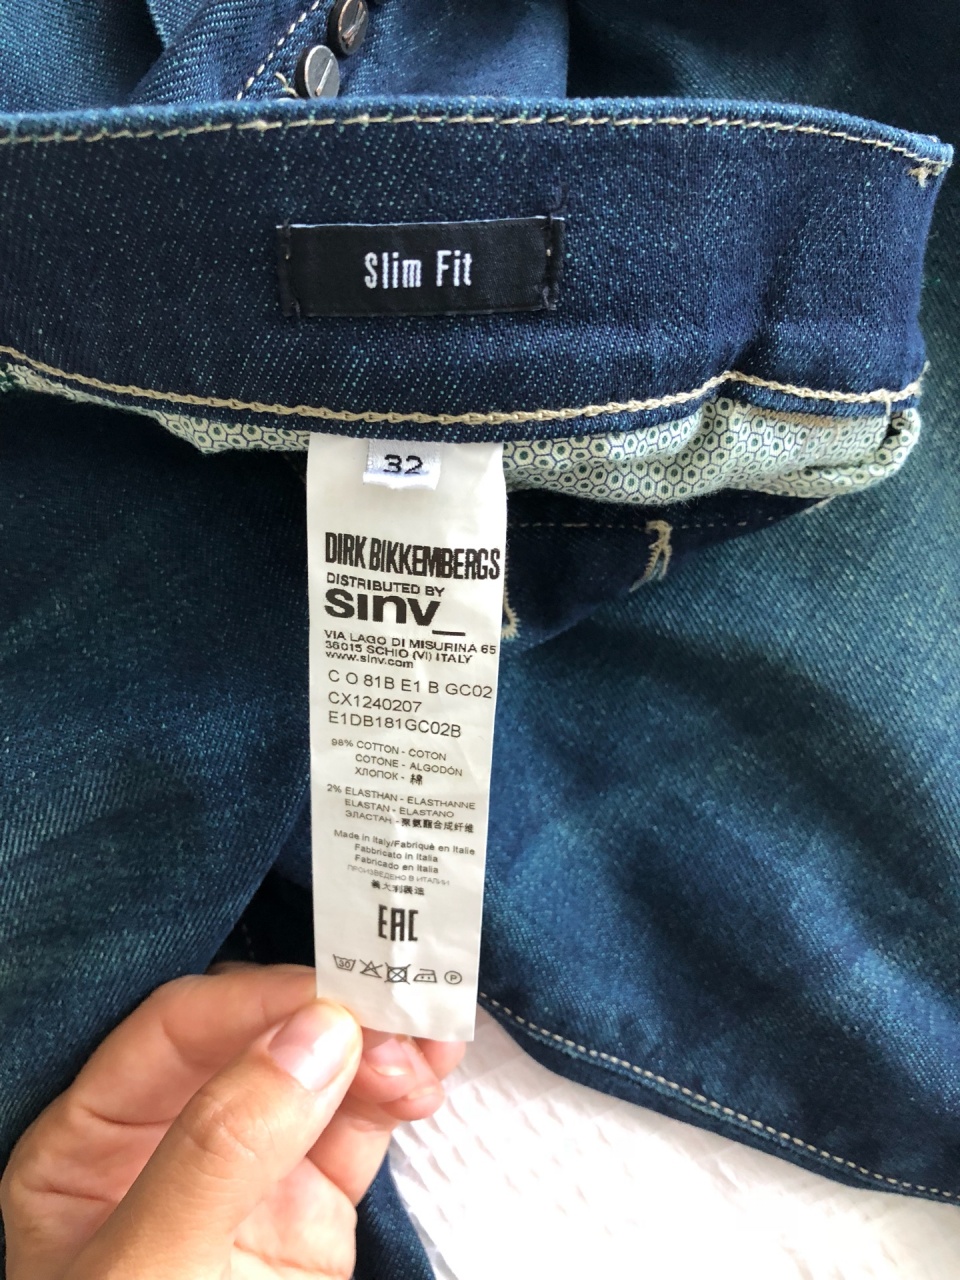 Slim Fit
32
DIRK BIKKEMBERGS
DISTRIBUTED BY
sinv_
VIA LAGO DI MISURINA 65
36015 SCHIO (VI) ITALY
www.sinv.com
C O 81B E1 B GC02
CX1240207
E1DB181GC02B
98% COTTON - COTON
COTONE - ALGODÓN
ХЛОПОК - 棉
2% ELASTHAN - ELASTHANNE
ELASTAN - ELASTANO
ЭЛАСТАН - 聚氨酯合成纤维
Made in Italy/Fabriqué en Italie
Fabbricato in Italia
Fabricado en Italia
ПРОИЗВЕДЕНО В ИТАЛИИ
義大利製造
EAC
30 P